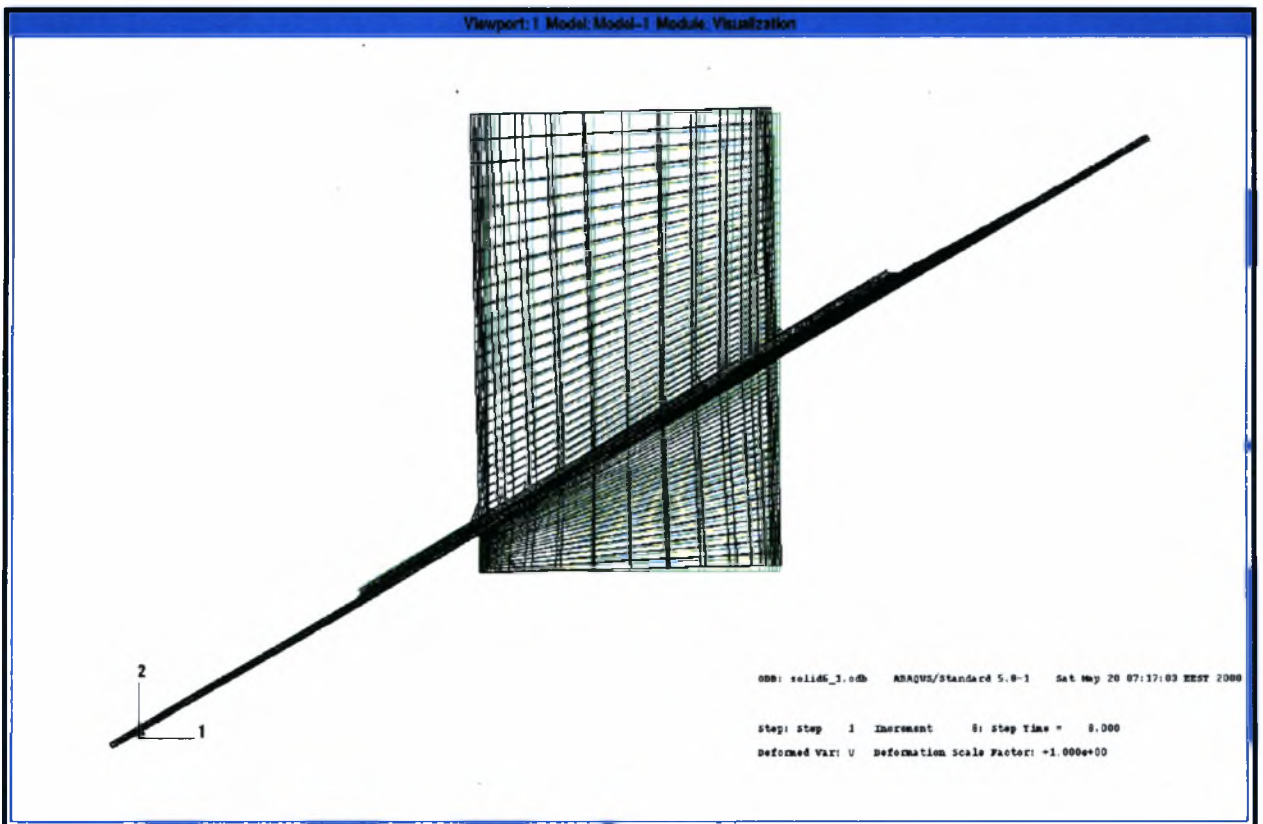 Viewport: 1 Model: Model-1 Module: Visualization
2
1
ODB: solid6_1.odb ABAQUS/Standard 5.8-1 Sat May 20 07:17:03 EEST 2000
Step: Step 1 Increment 8: Step Time = 8.000
Deformed Var: U Deformation Scale Factor: +1.000e+00